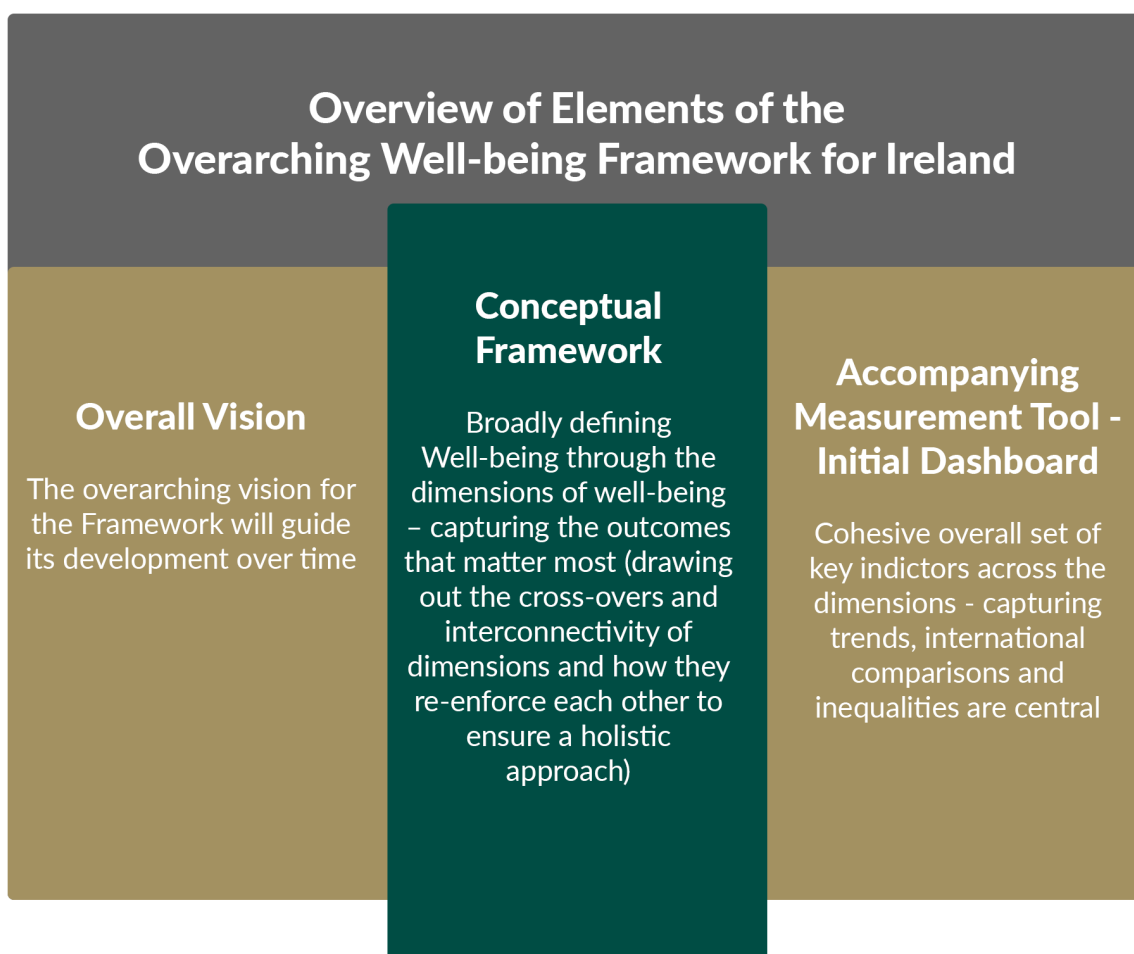 Overview of Elements of the
Overarching Well-being Framework for Ireland
Overall Vision
The overarching vision for
the Framework will guide
its development over time
Conceptual
Framework
Broadly defining
Well-being through the
dimensions of well-being
– capturing the outcomes
that matter most (drawing
out the cross-overs and
interconnectivity of
dimensions and how they
re-enforce each other to
ensure a holistic
approach)
Accompanying
Measurement Tool -
Initial Dashboard
Cohesive overall set of
key indictors across the
dimensions - capturing
trends, international
comparisons and
inequalities are central